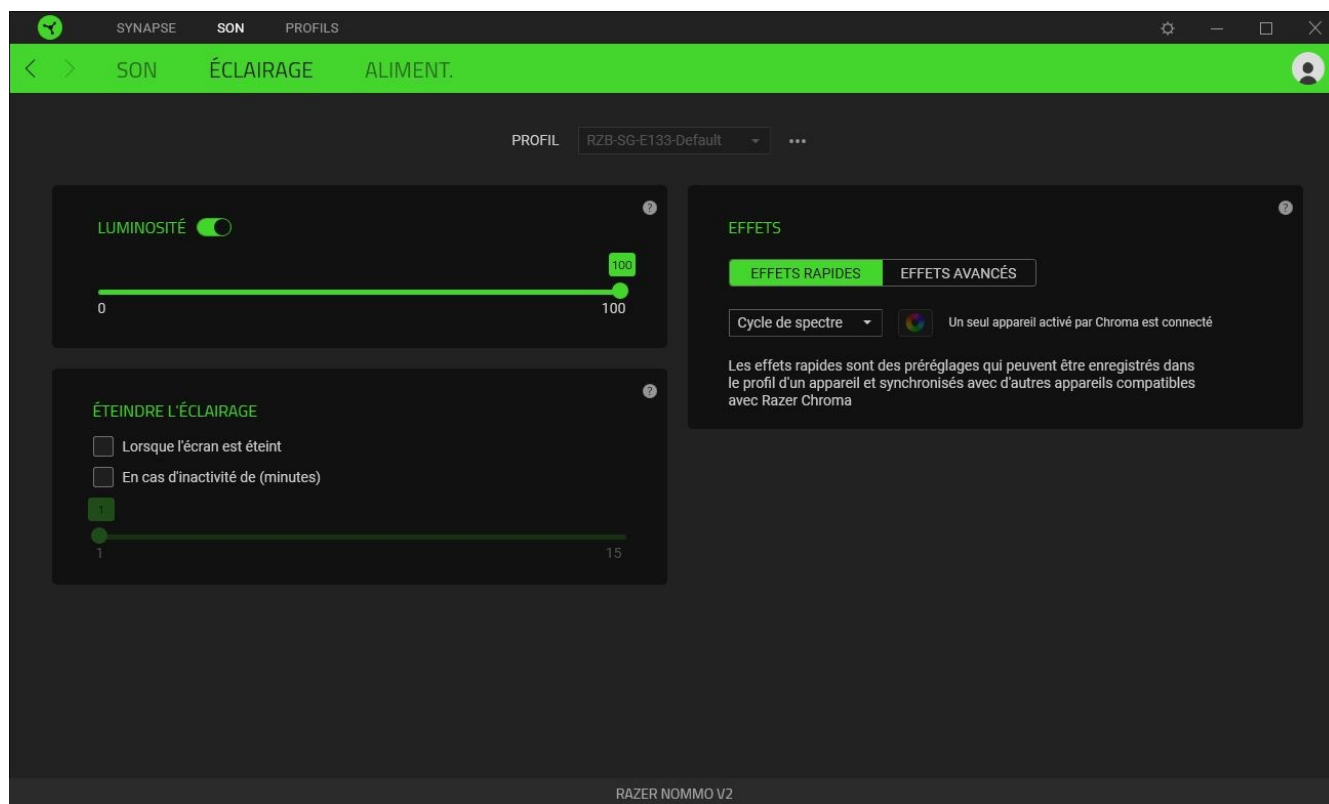 SYNAPSE SON PROFILS
SON ÉCLAIRAGE ALIMENT.
PROFIL RZB-SG-E133-Default
LUMINOSITÉ
100
0 100
ÉTEINDRE L'ÉCLAIRAGE
Lorsque l'écran est éteint
En cas d'inactivité de (minutes)
1
1 15
EFFETS
EFFETS RAPIDES EFFETS AVANCÉS
Cycle de spectre Un seul appareil activé par Chroma est connecté
Les effets rapides sont des préréglages qui peuvent être enregistrés dans
le profil d'un appareil et synchronisés avec d'autres appareils compatibles
avec Razer Chroma
RAZER NOMMO V2